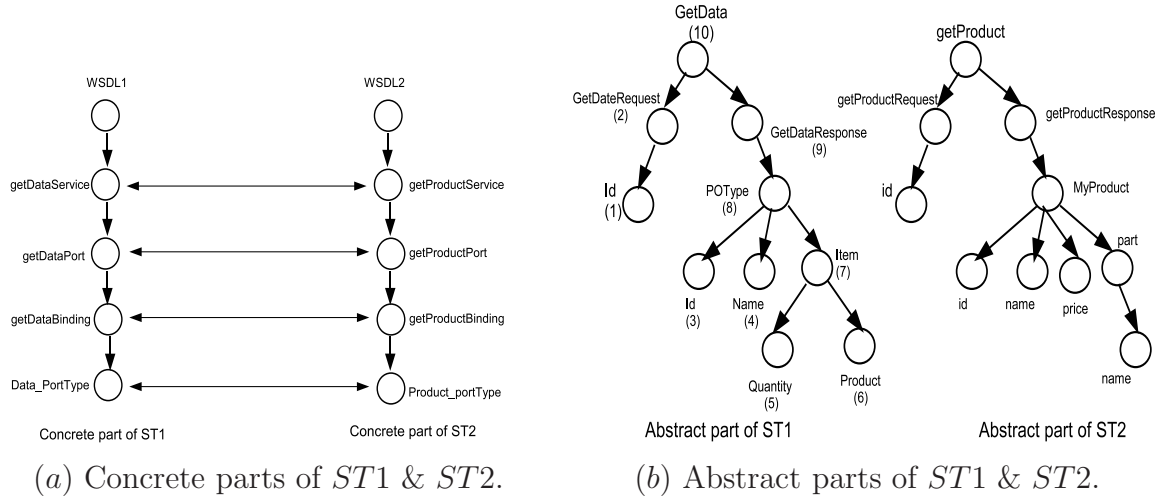 WSDL1
WSDL2
getDataService
getProductService
getDataPort
getProductPort
getDataBinding
getProductBinding
Data_PortType
Product_portType
Concrete part of ST1
Concrete part of ST2
(a) Concrete parts of ST1 & ST2.
GetData
(10)
GetDateRequest
(2)
GetDataResponse
(9)
Id
(1)
POType
(8)
Item
(7)
Id
(3)
Name
(4)
Quantity
(5)
Product
(6)
Abstract part of ST1
getProduct
getProductRequest
getProductResponse
id
MyProduct
part
id
name
price
name
Abstract part of ST2
(b) Abstract parts of ST1 & ST2.